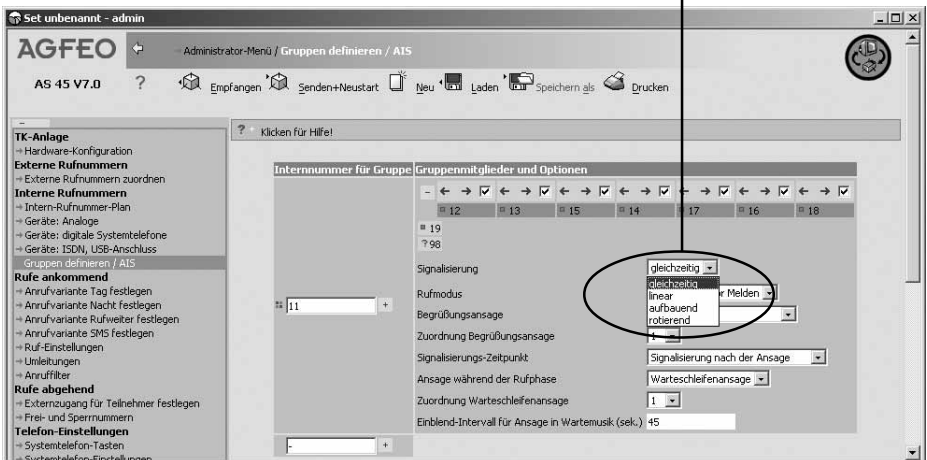 Set unbenannt - admin
AGFEO
Administrator-Menü / Gruppen definieren / AIS
AS 45 V7.0
?
Empfangen
Senden+Neustart
Neu
Laden
Speichern als
Drucken
? Klicken für Hilfe!
TK-Anlage
Hardware-Konfiguration
Externe Rufnummern
Externe Rufnummern zuordnen
Interne Rufnummern
Intern-Rufnummer-Plan
Geräte: Analoge
Geräte: digitale Systemtelefone
Geräte: ISDN, USB-Anschluss
Gruppen definieren / AIS
Rufe ankommend
Anrufvariante Tag festlegen
Anrufvariante Nacht festlegen
Anrufvariante Rufweiter festlegen
Anrufvariante SMS festlegen
Ruf-Einstellungen
Umleitungen
Anruffilter
Rufe abgehend
Externzugang für Teilnehmer festlegen
Frei- und Sperrnummern
Telefon-Einstellungen
Systemtelefon-Tasten
Systemtelefon-Einstellungen
Internnummer für Gruppe
Gruppenmitglieder und Optionen
12 13 15 14 17 16 18
19
?98
Signalisierung
gleichzeitig
gleichzeitig
linear
aufbauend
rotierend
11 +
Rufmodus
or Melden
Begrüßungsansage
Zuordnung Begrüßungsansage
1
Signalisierungs-Zeitpunkt
Signalisierung nach der Ansage
Ansage während der Rufphase
Warteschleifenansage
Zuordnung Warteschleifenansage
1
Einblend-Intervall für Ansage in Wartemusik (sek.) 45
- +